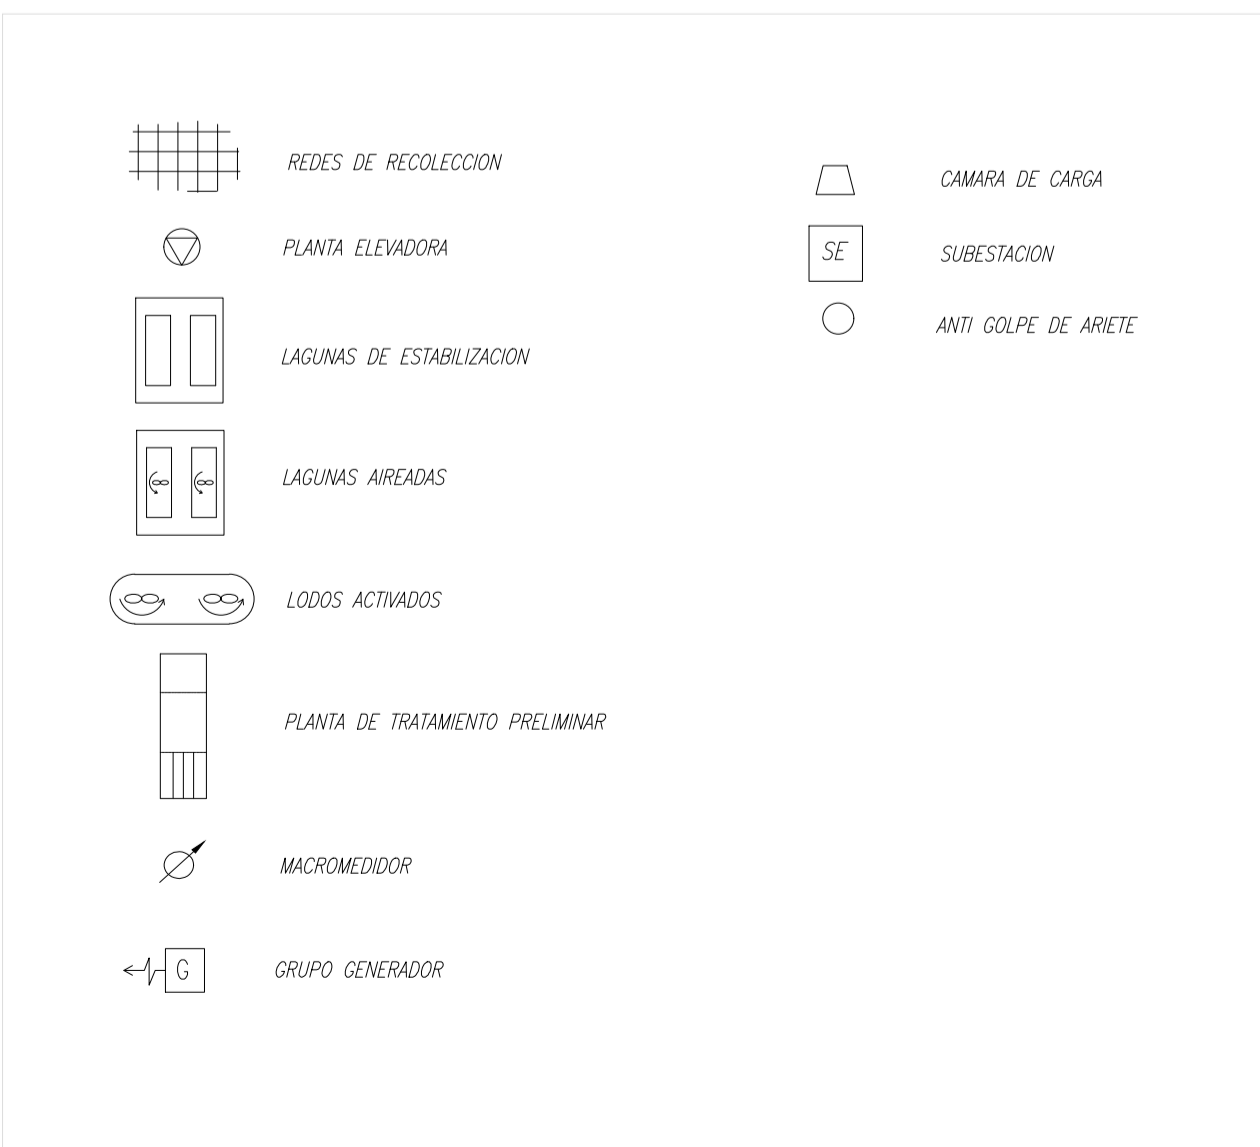 REDES DE RECOLECCION
PLANTA ELEVADORA
LAGUNAS DE ESTABILIZACION
LAGUNAS AIREADAS
LODOS ACTIVADOS
PLANTA DE TRATAMIENTO PRELIMINAR
MACROMEDIDOR
G
GRUPO GENERADOR
CAMARA DE CARGA
SE
SUBESTACION
ANTI GOLPE DE ARIETE